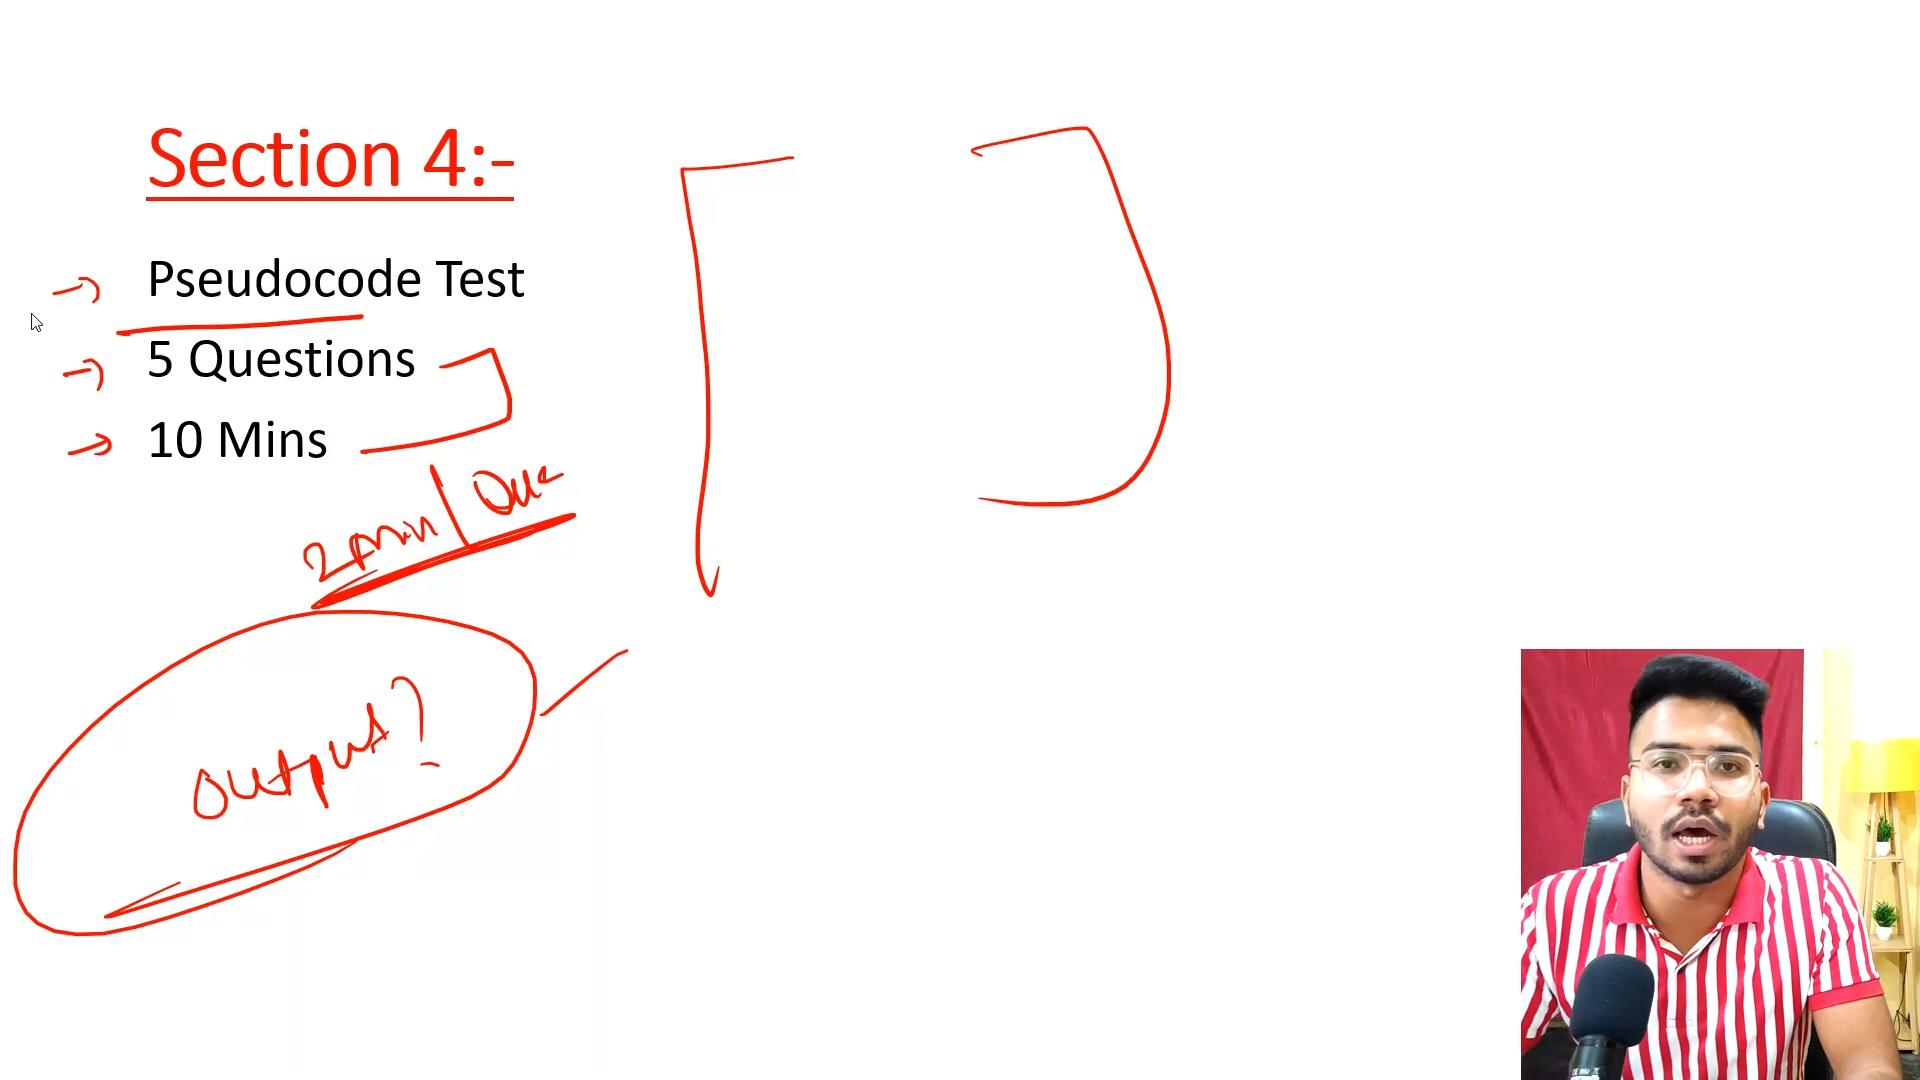 Section 4:-
Pseudocode Test
5 Questions
10 Mins
2 min | Que
output?